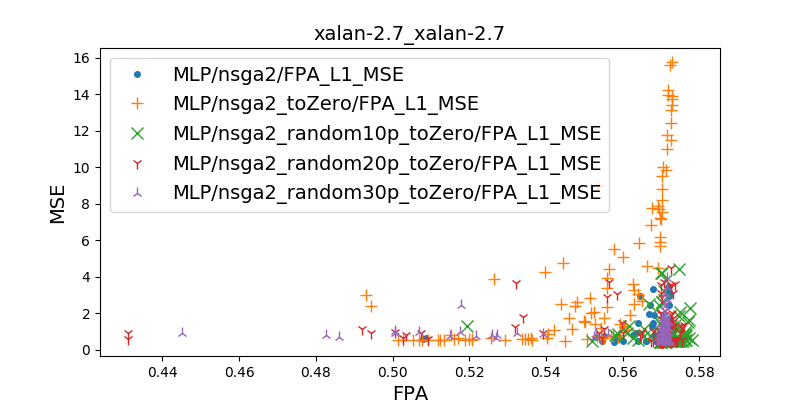 xalan-2.7_xalan-2.7
16
14
12
10
8
6
4
2
0
MSE
MLP/nsga2/FPA_L1_MSE
MLP/nsga2_toZero/FPA_L1_MSE
MLP/nsga2_random10p_toZero/FPA_L1_MSE
MLP/nsga2_random20p_toZero/FPA_L1_MSE
MLP/nsga2_random30p_toZero/FPA_L1_MSE
0.44 0.46 0.48 0.50 0.52 0.54 0.56 0.58
FPA